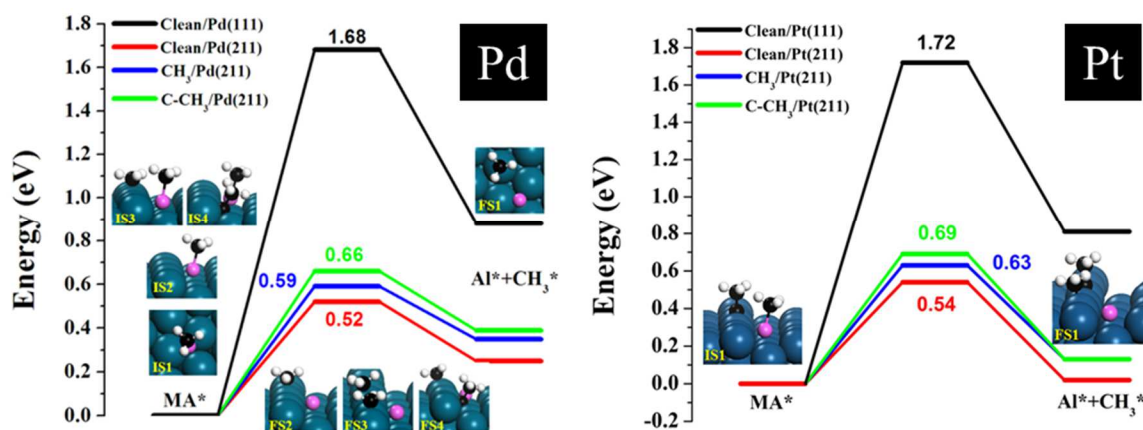 Clean/Pd(111)
Clean/Pd(211)
CH₃/Pd(211)
C-CH₃/Pd(211)
Pd
1.68
0.66
0.59
0.52
IS3
IS4
IS2
IS1
FS1
FS2
FS3
FS4
MA*
Al*+CH₃*
Energy (eV)
1.8
1.6
1.4
1.2
1.0
0.8
0.6
0.4
0.2
0.0
Clean/Pt(111)
Clean/Pt(211)
CH₃/Pt(211)
C-CH₃/Pt(211)
Pt
1.72
0.69
0.63
0.54
IS1
FS1
MA*
Al*+CH₃*
Energy (eV)
1.8
1.6
1.4
1.2
1.0
0.8
0.6
0.4
0.2
0.0
-0.2